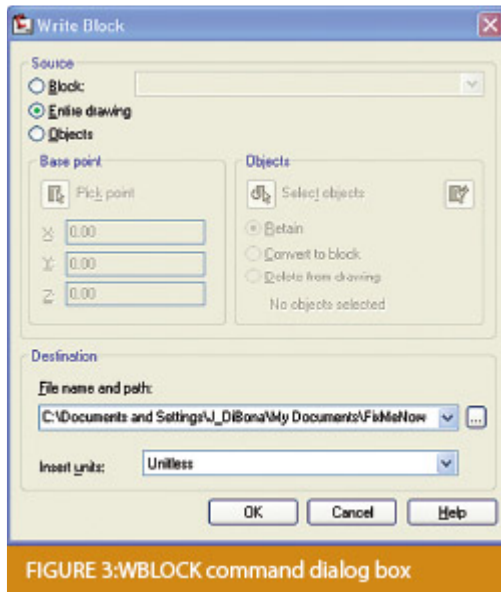 Write Block
Source
Block:
Entire drawing
Objects
Base point
Pick point
X: 0.00
Y: 0.00
Z: 0.00
Objects
Select objects
Retain
Convert to block
Delete from drawing
No objects selected
Destination
File name and path:
C:\Documents and Settings\J_DiBona\My Documents\FixMeNow
...
Insert units: Unitless
OK Cancel Help
FIGURE 3:WBLOCK command dialog box